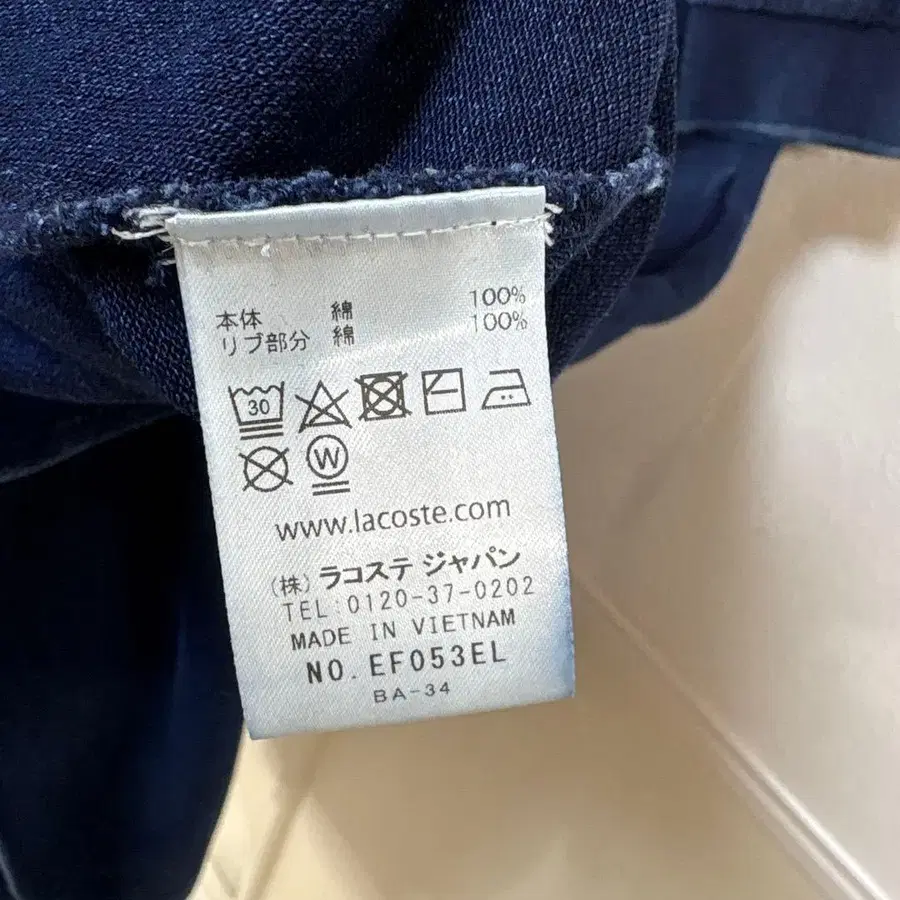 本体 綿 100%
リブ部分 綿 100%
30
W
www.lacoste.com
(株) ラコステ ジャパン
TEL:0120-37-0202
MADE IN VIETNAM
NO. EF053EL
BA-34